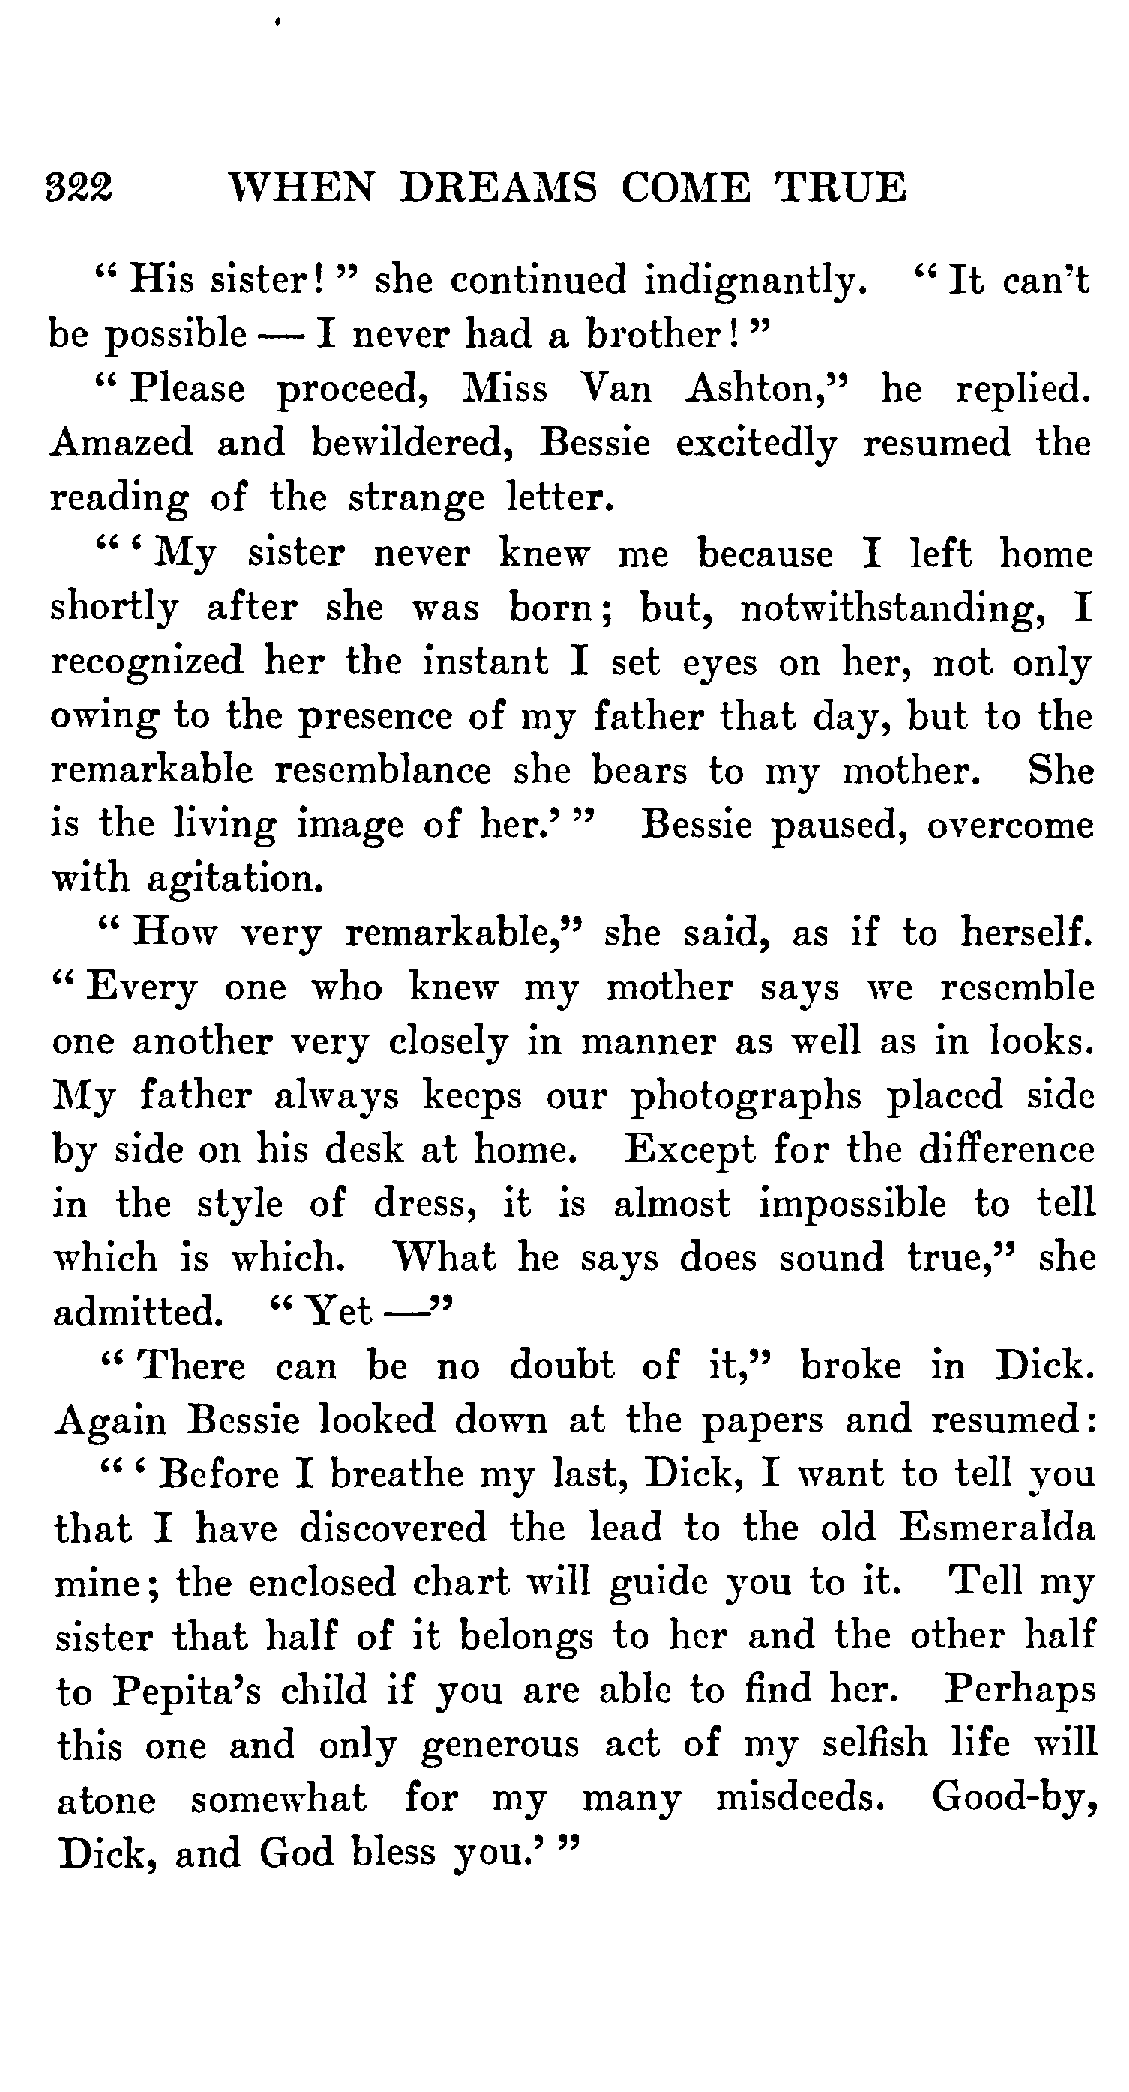 322 WHEN DREAMS COME TRUE
“ His sister! ” she continued indignantly. “ It can't
be possible — I never had a brother! ”
“ Please proceed, Miss Van Ashton,” he replied.
Amazed and bewildered, Bessie excitedly resumed the
reading of the strange letter.
“ ‘ My sister never knew me because I left home
shortly after she was born; but, notwithstanding, I
recognized her the instant I set eyes on her, not only
owing to the presence of my father that day, but to the
remarkable resemblance she bears to my mother. She
is the living image of her.’ ” Bessie paused, overcome
with agitation.
“ How very remarkable,” she said, as if to herself.
“ Every one who knew my mother says we resemble
one another very closely in manner as well as in looks.
My father always keeps our photographs placed side
by side on his desk at home. Except for the difference
in the style of dress, it is almost impossible to tell
which is which. What he says does sound true,” she
admitted. “ Yet —”
“ There can be no doubt of it,” broke in Dick.
Again Bessie looked down at the papers and resumed:
“ ‘ Before I breathe my last, Dick, I want to tell you
that I have discovered the lead to the old Esmeralda
mine; the enclosed chart will guide you to it. Tell my
sister that half of it belongs to her and the other half
to Pepita’s child if you are able to find her. Perhaps
this one and only generous act of my selfish life will
atone somewhat for my many misdeeds. Good-by,
Dick, and God bless you.’ ”